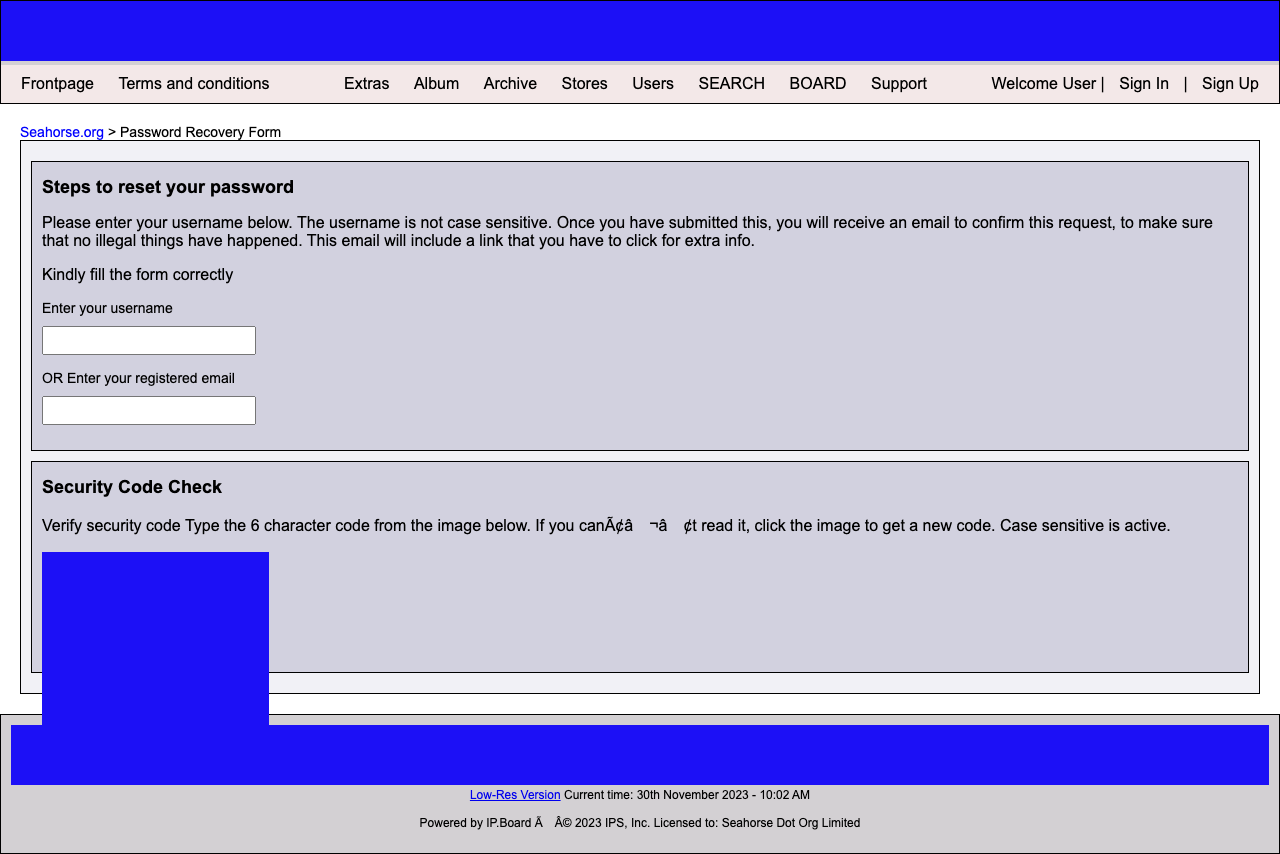 Frontpage Terms and conditions Extras Album Archive Stores Users SEARCH BOARD Support Welcome User | Sign In | Sign Up
Seahorse.org > Password Recovery Form
Steps to reset your password
Please enter your username below. The username is not case sensitive. Once you have submitted this, you will receive an email to confirm this request, to make sure
that no illegal things have happened. This email will include a link that you have to click for extra info.
Kindly fill the form correctly
Enter your username
OR Enter your registered email
Security Code Check
Verify security code Type the 6 character code from the image below. If you canÃ¢â ¬â ¢t read it, click the image to get a new code. Case sensitive is active.
Low-Res Version Current time: 30th November 2023 - 10:02 AM
Powered by IP.Board Ã Â© 2023 IPS, Inc. Licensed to: Seahorse Dot Org Limited